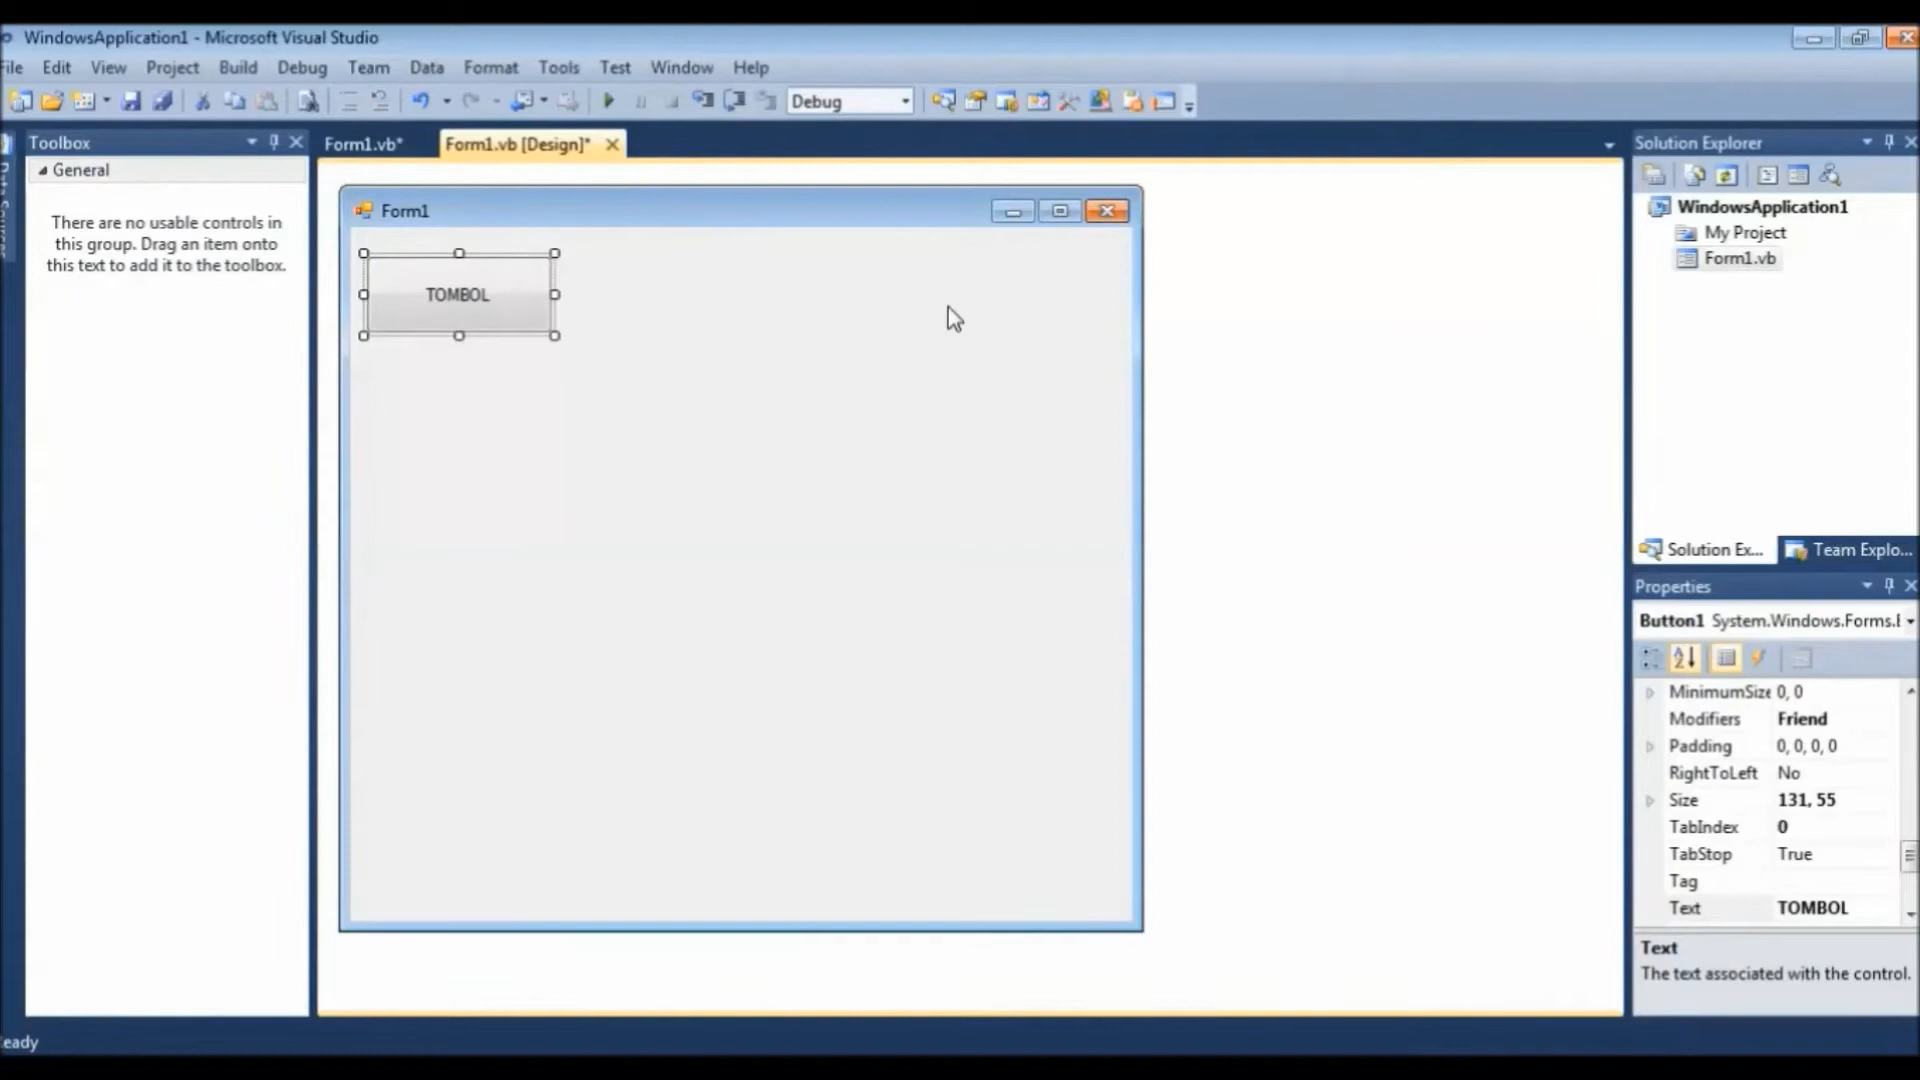 WindowsApplication1 - Microsoft Visual Studio
File Edit View Project Build Debug Team Data Format Tools Test Window Help
Debug
Toolbox
General
There are no usable controls in
this group. Drag an item onto
this text to add it to the toolbox.
Data Sources
Form1.vb*
Form1.vb [Design]*
Form1
TOMBOL
Solution Explorer
WindowsApplication1
My Project
Form1.vb
Solution Ex...
Team Explo...
Properties
Button1 System.Windows.Forms.
MinimumSize 0, 0
Modifiers Friend
Padding 0, 0, 0, 0
RightToLeft No
Size 131, 55
TabIndex 0
TabStop True
Tag
Text TOMBOL
Text
The text associated with the control.
eady